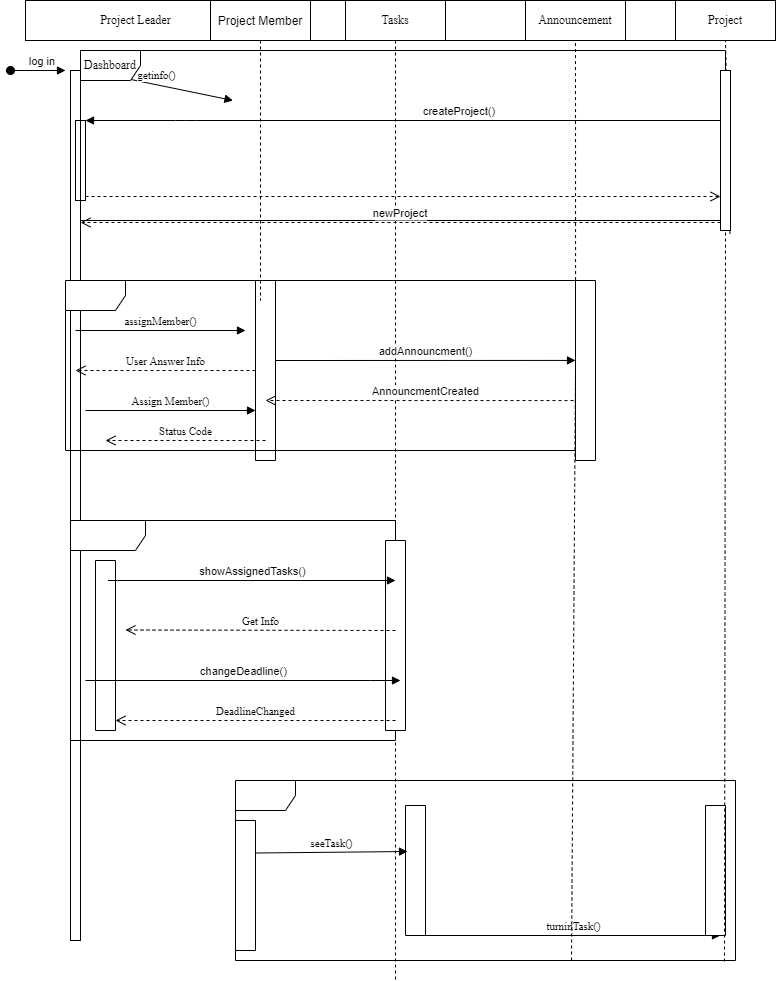 Project Leader
Project Member
Tasks
Announcement
Project
log in
Dashboard
getinfo()
createProject()
newProject
assignMember()
addAnnouncment()
User Answer Info
AnnouncmentCreated
Assign Member()
Status Code
showAssignedTasks()
Get Info
changeDeadline()
DeadlineChanged
seeTask()
turninTask()